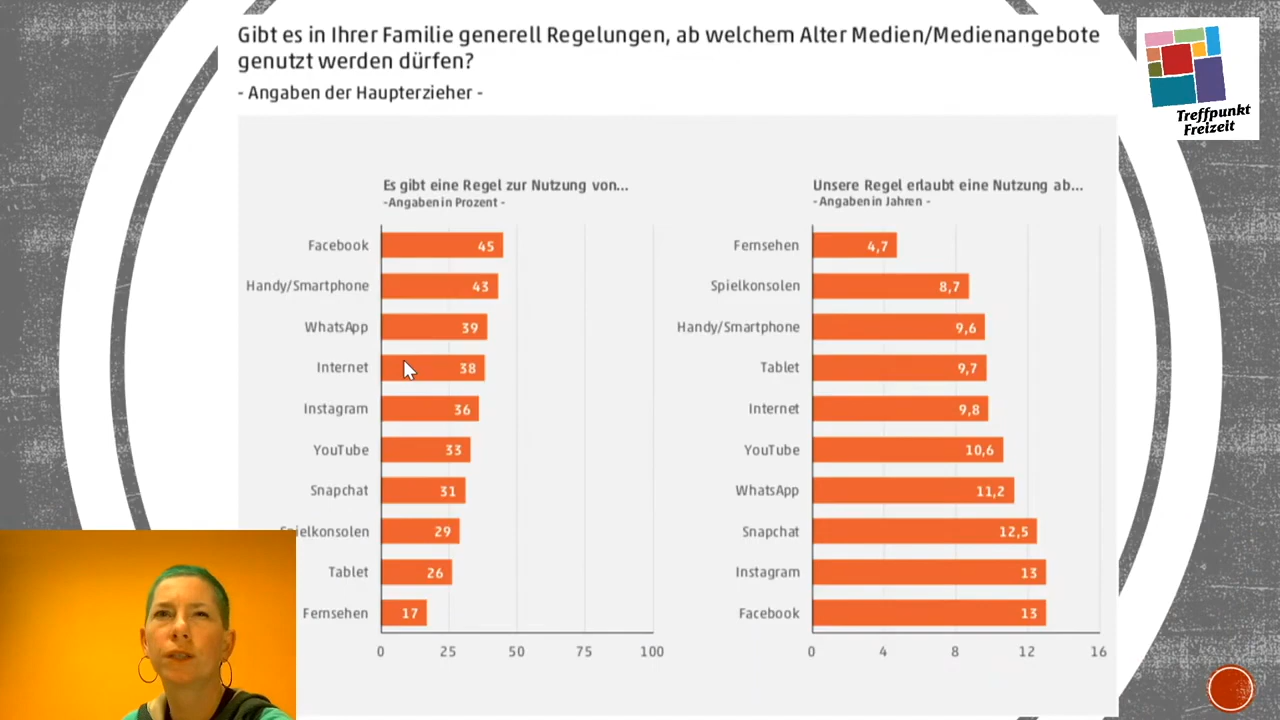 Gibt es in Ihrer Familie generell Regelungen, ab welchem Alter Medien/Medienangebote
genutzt werden dürfen?
- Angaben der Haupterzieher -
Treffpunkt
Freizeit
Es gibt eine Regel zur Nutzung von...
-Angaben in Prozent -
Facebook 45
Handy/Smartphone 43
WhatsApp 39
Internet 38
Instagram 36
YouTube 33
Snapchat 31
Spielkonsolen 29
Tablet 26
Fernsehen 17
0 25 50 75 100
Unsere Regel erlaubt eine Nutzung ab...
- Angaben in Jahren -
Fernsehen 4,7
Spielkonsolen 8,7
Handy/Smartphone 9,6
Tablet 9,7
Internet 9,8
YouTube 10,6
WhatsApp 11,2
Snapchat 12,5
Instagram 13
Facebook 13
0 4 8 12 16